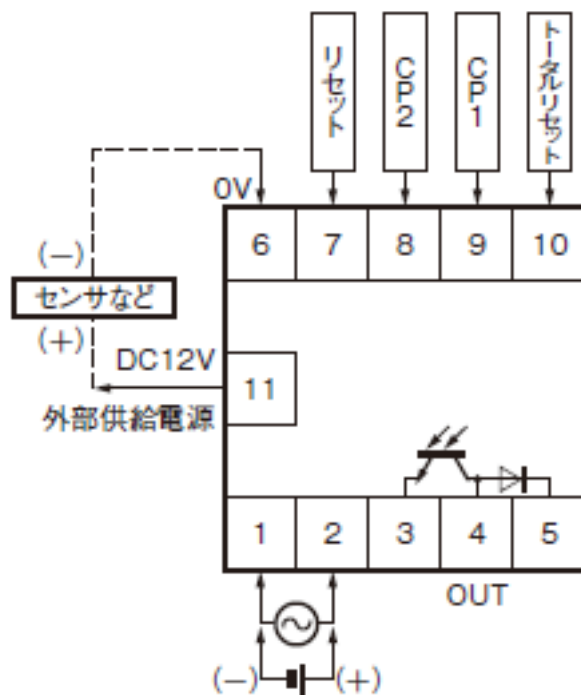 リセット
CP2
CP1
トータルリセット
0V
6 7 8 9 10
(−)
センサなど
(+)
DC12V
11
外部供給電源
1 2 3 4 5
OUT
(−) (+)